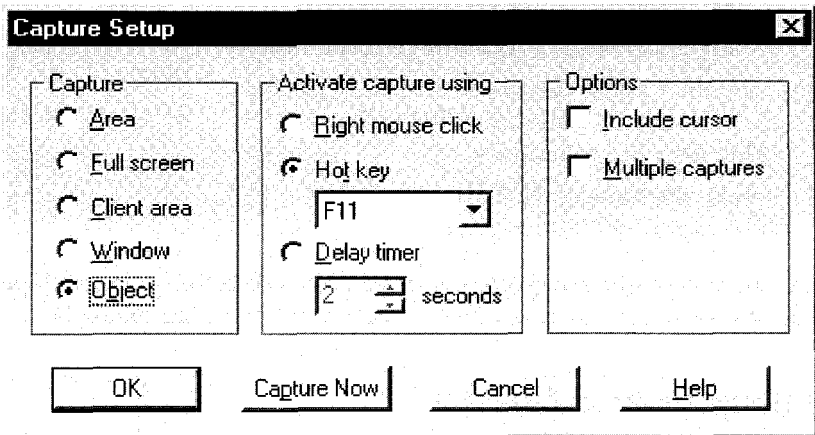 Capture Setup
Capture
Area
Full screen
Client area
Window
Object
Activate capture using
Right mouse click
Hot key
F11
Delay timer
2 seconds
Options
Include cursor
Multiple captures
OK Capture Now Cancel Help